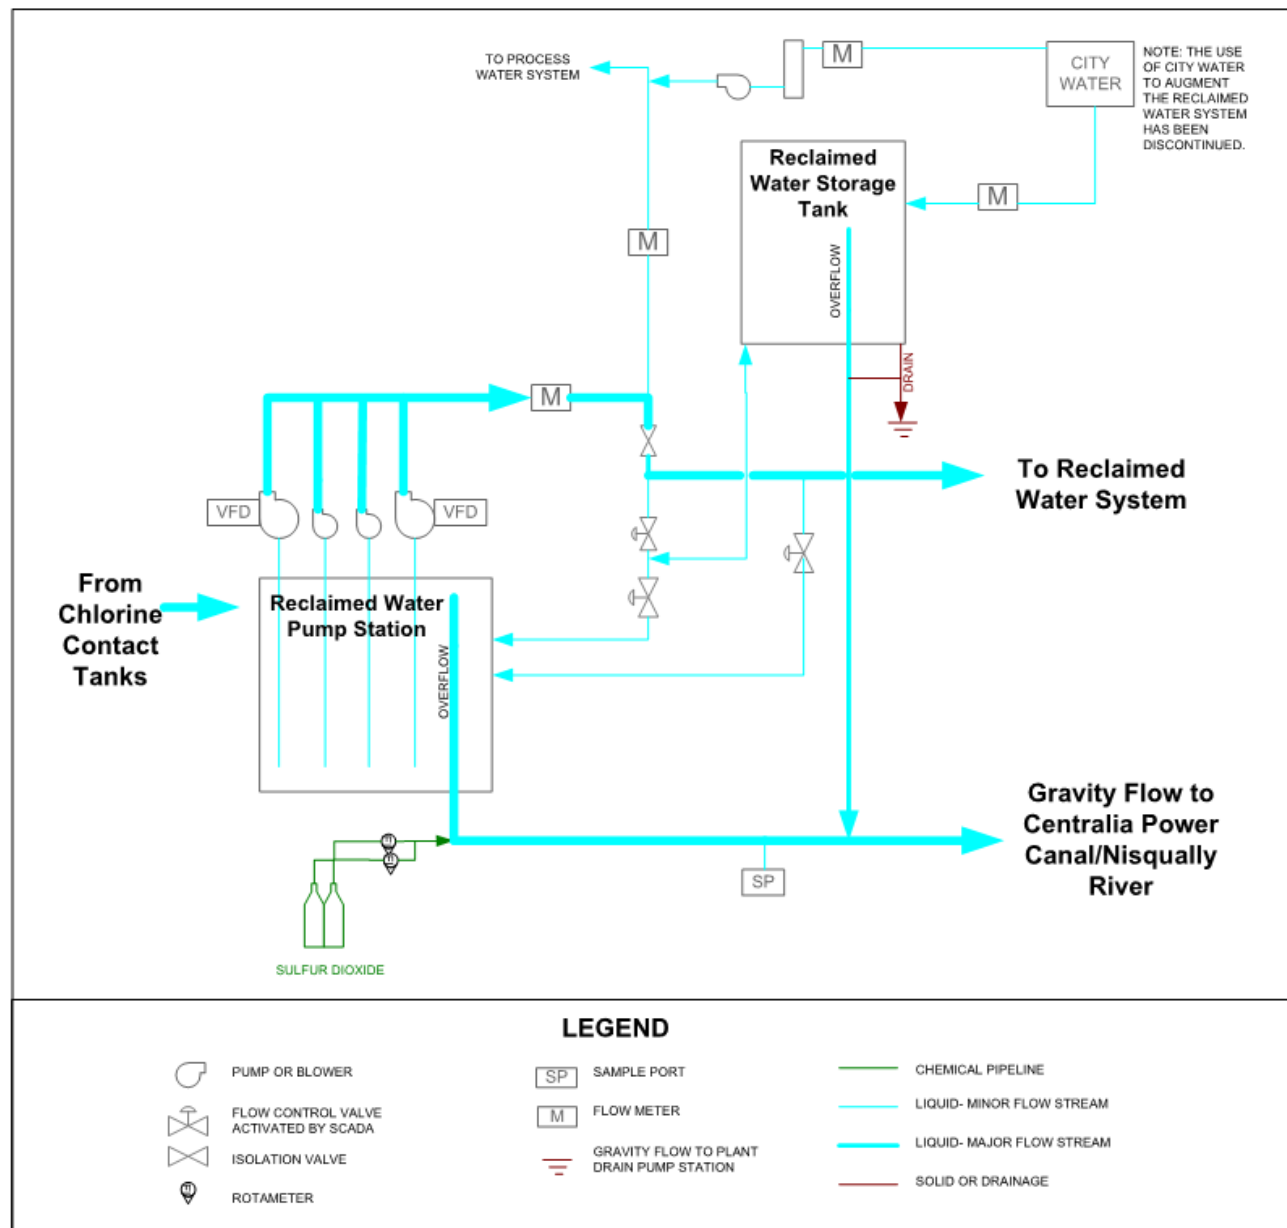 TO PROCESS
WATER SYSTEM
M
CITY
WATER
NOTE: THE USE
OF CITY WATER
TO AUGMENT
THE RECLAIMED
WATER SYSTEM
HAS BEEN
DISCONTINUED.
Reclaimed
Water Storage
Tank
M
M
OVERFLOW
DRAIN
M
To Reclaimed
Water System
VFD
VFD
From
Chlorine
Contact
Tanks
Reclaimed Water
Pump Station
OVERFLOW
Gravity Flow to
Centralia Power
Canal/Nisqually
River
SP
SULFUR DIOXIDE
LEGEND
PUMP OR BLOWER
FLOW CONTROL VALVE
ACTIVATED BY SCADA
ISOLATION VALVE
ROTAMETER
SP
SAMPLE PORT
M
FLOW METER
GRAVITY FLOW TO PLANT
DRAIN PUMP STATION
CHEMICAL PIPELINE
LIQUID- MINOR FLOW STREAM
LIQUID- MAJOR FLOW STREAM
SOLID OR DRAINAGE